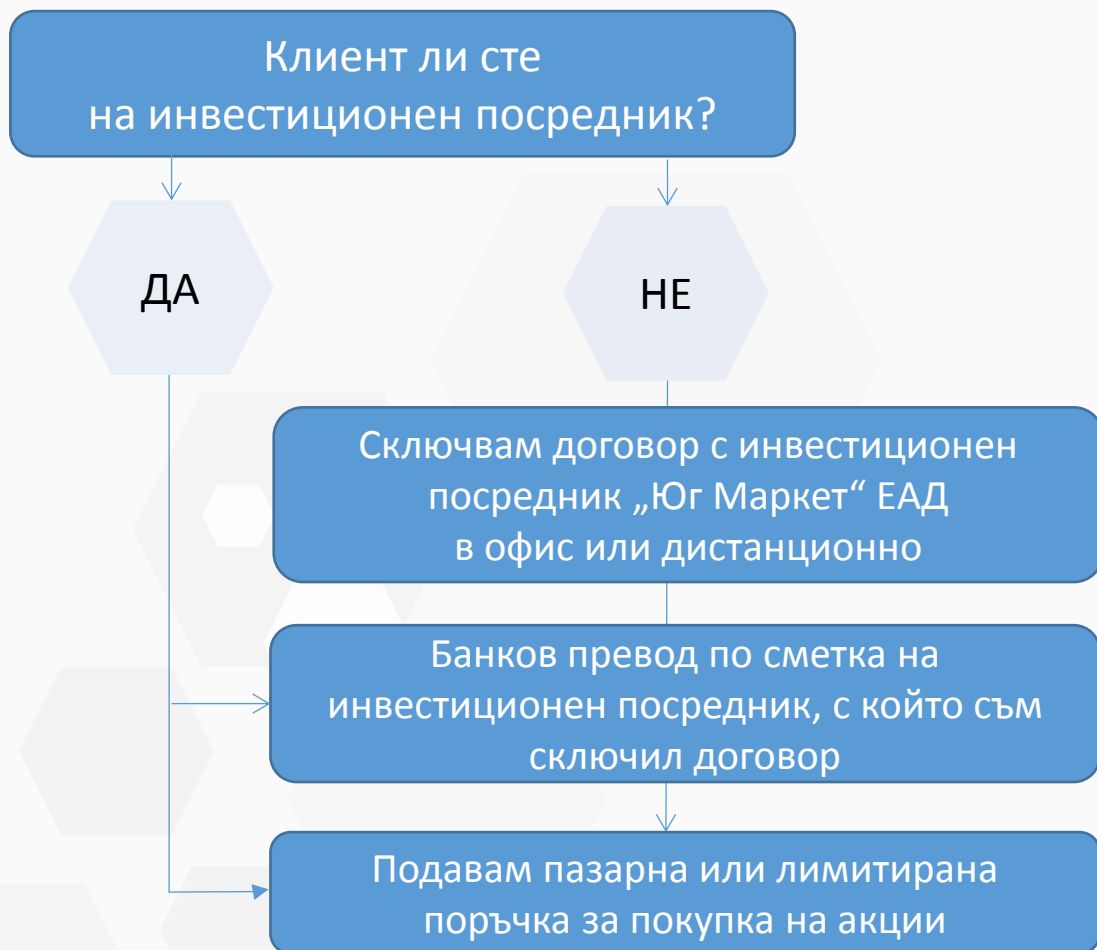 Клиент ли сте
на инвестиционен посредник?
ДА
НЕ
Сключвам договор с инвестиционен
посредник „Юг Маркет“ ЕАД
в офис или дистанционно
Банков превод по сметка на
инвестиционен посредник, с който съм
сключил договор
Подавам пазарна или лимитирана
поръчка за покупка на акции